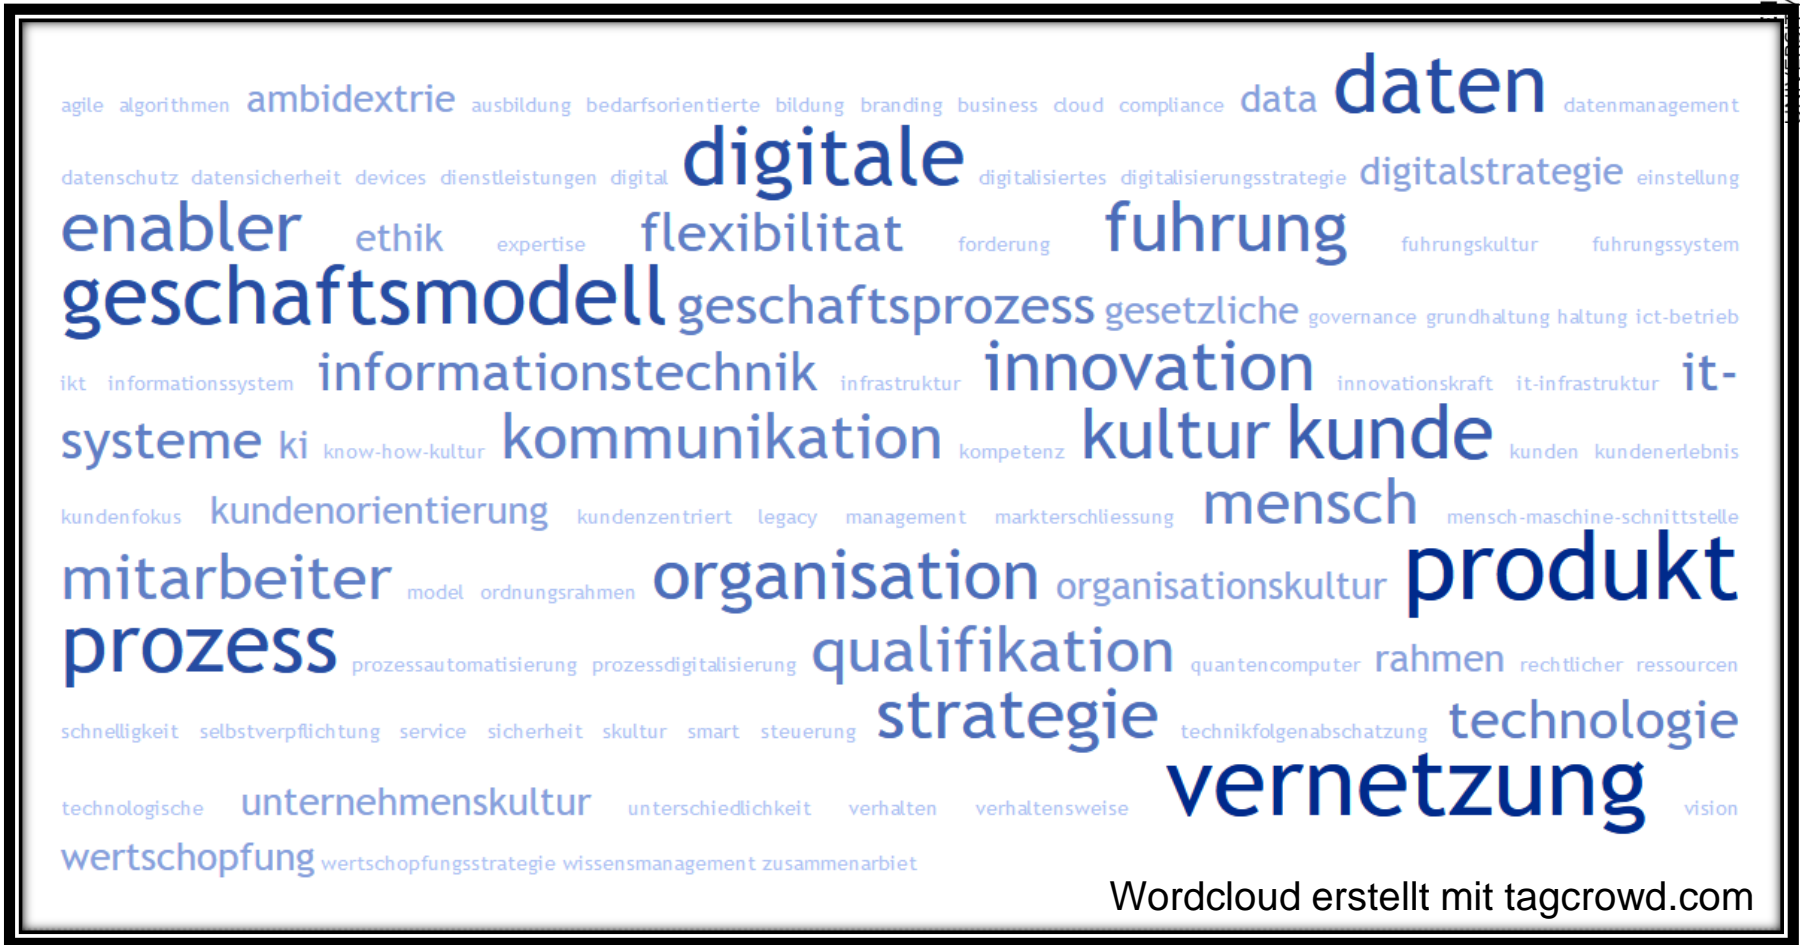 agile algorithmen ambidextrie ausbildung bedarfsorientierte bildung branding business cloud compliance data daten datenmanagement
datenschutz datensicherheit devices dienstleistungen digital digitale digitalisiertes digitalisierungsstrategie digitalstrategie einstellung
enabler ethik expertise flexibilitat forderung fuhrung fuhrungskultur fuhrungssystem
geschaftsmodell geschaftsprozess gesetzliche governance grundhaltung haltung ict-betrieb
ikt informationssystem informationstechnik infrastruktur innovation innovationskraft it-infrastruktur it-
systeme ki know-how-kultur kommunikation kompetenz kultur kunde kunden kundenerlebnis
kundenfokus kundenorientierung kundenzentriert legacy management markterschliessung mensch mensch-maschine-schnittstelle
mitarbeiter model ordnungsrahmen organisation organisationskultur produkt
prozess prozessautomatisierung prozessdigitalisierung qualifikation quantencomputer rahmen rechtlicher ressourcen
schnelligkeit selbstverpflichtung service sicherheit skultur smart steuerung strategie technikfolgenabschatzung technologie
technologische unternehmenskultur unterschiedlichkeit verhalten verhaltensweise vernetzung vision
wertschopfung wertschopfungsstrategie wissensmanagement zusammenarbiet
Wordcloud erstellt mit tagcrowd.com